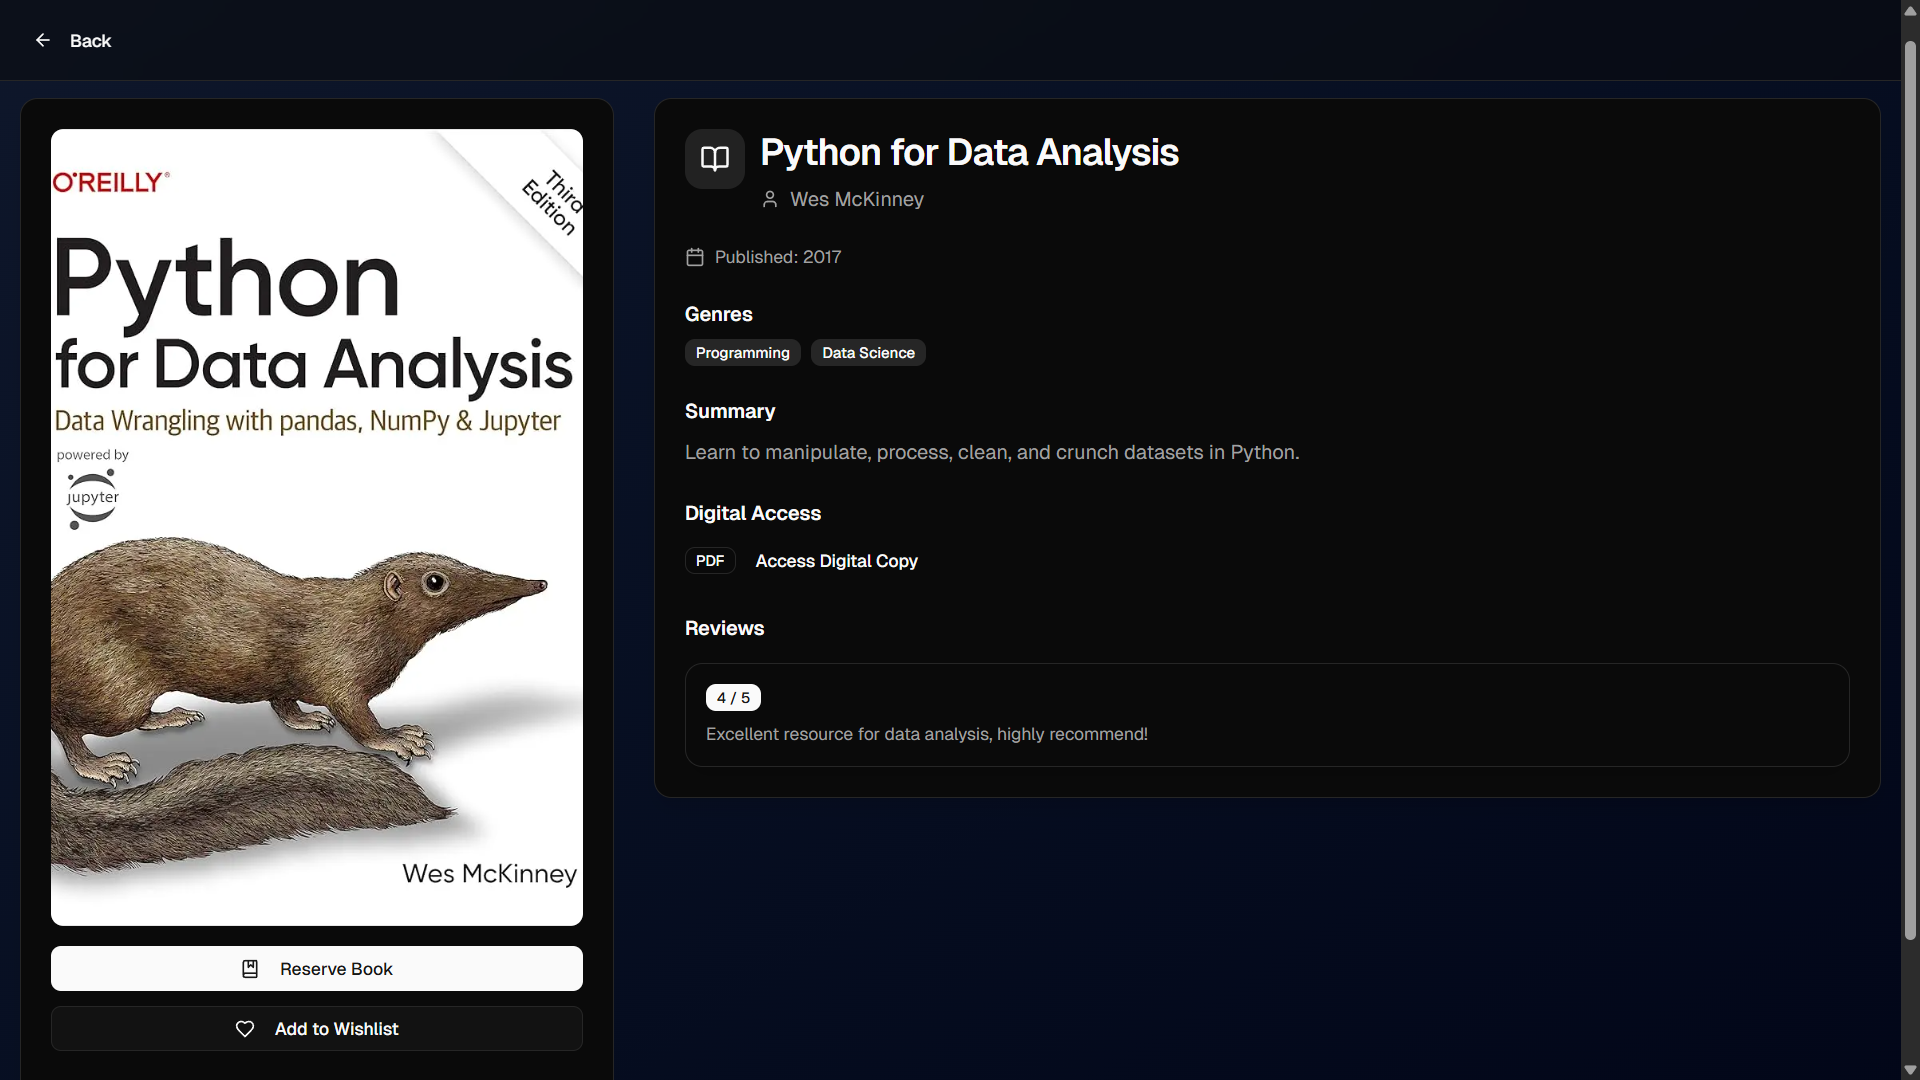 Back
O'REILLY®
Third
Edition
Python
for Data Analysis
Data Wrangling with pandas, NumPy & Jupyter
powered by
jupyter
Wes McKinney
Reserve Book
Add to Wishlist
Python for Data Analysis
Wes McKinney
Published: 2017
Genres
Programming
Data Science
Summary
Learn to manipulate, process, clean, and crunch datasets in Python.
Digital Access
PDF
Access Digital Copy
Reviews
4 / 5
Excellent resource for data analysis, highly recommend!